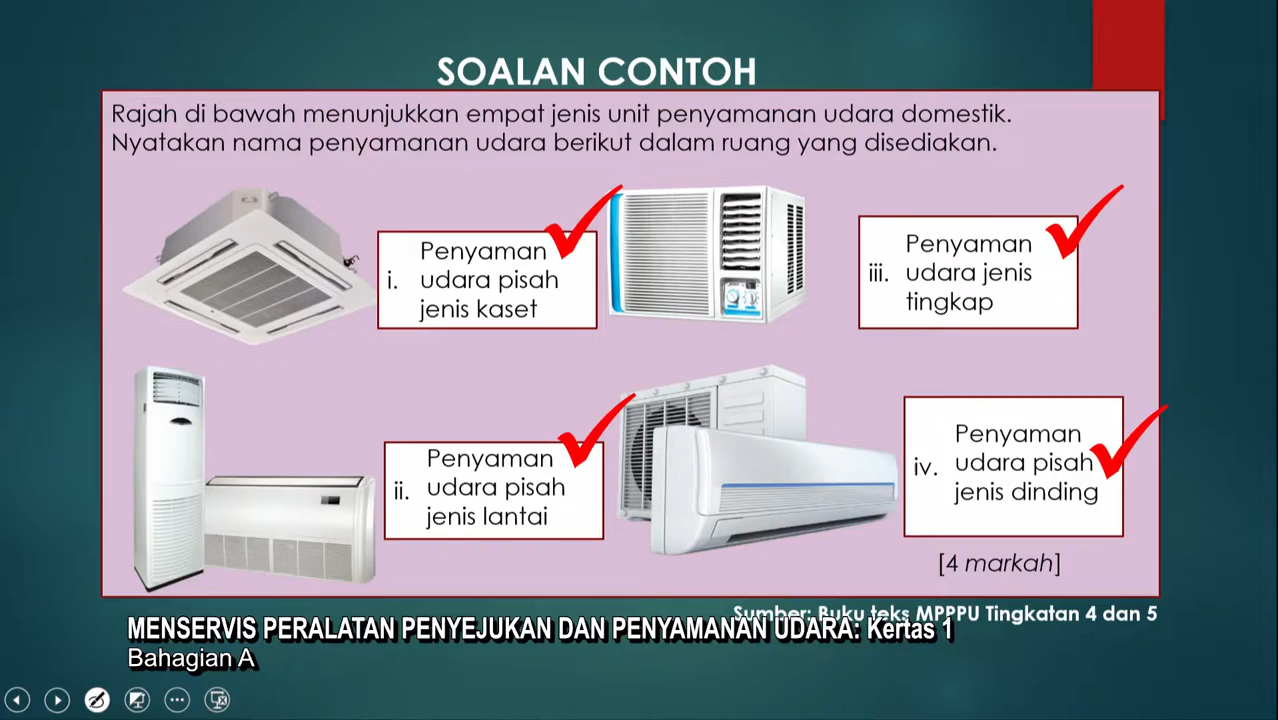 SOALAN CONTOH
Rajah di bawah menunjukkan empat jenis unit penyamanan udara domestik.
Nyatakan nama penyamanan udara berikut dalam ruang yang disediakan.
i. Penyaman
udara pisah
jenis kaset
iii. Penyaman
udara jenis
tingkap
ii. Penyaman
udara pisah
jenis lantai
iv. Penyaman
udara pisah
jenis dinding
[4 markah]
Sumber: Buku teks MPPPU Tingkatan 4 dan 5
MENSERVIS PERALATAN PENYEJUKAN DAN PENYAMANAN UDARA: Kertas 1
Bahagian A